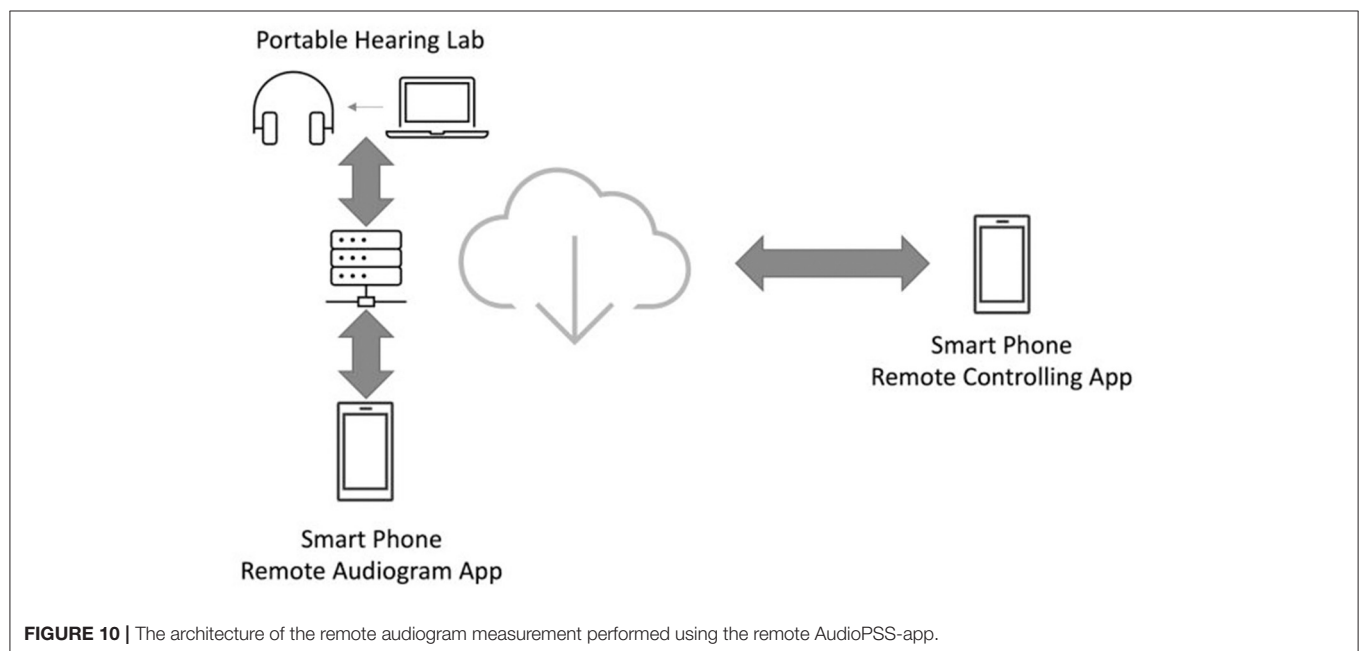 Portable Hearing Lab
Smart Phone
Remote Controlling App
Smart Phone
Remote Audiogram App
FIGURE 10 | The architecture of the remote audiogram measurement performed using the remote AudioPSS-app.